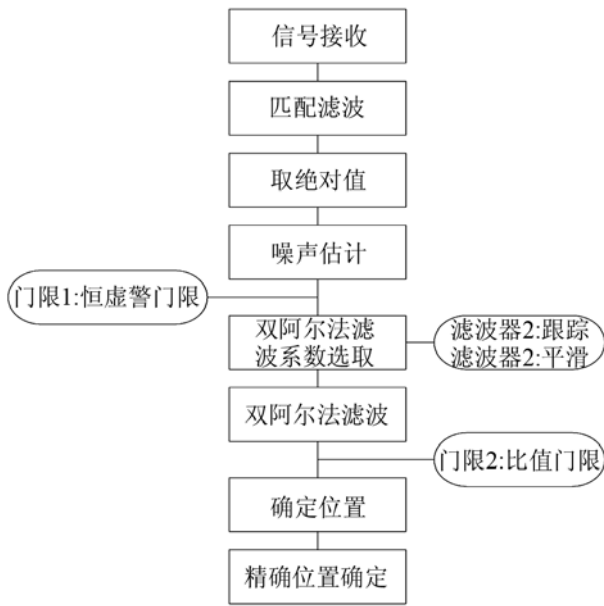 信号接收
匹配滤波
取绝对值
噪声估计
门限1:恒虚警门限
双阿尔法滤
波系数选取
滤波器2:跟踪
滤波器2:平滑
双阿尔法滤波
门限2:比值门限
确定位置
精确位置确定